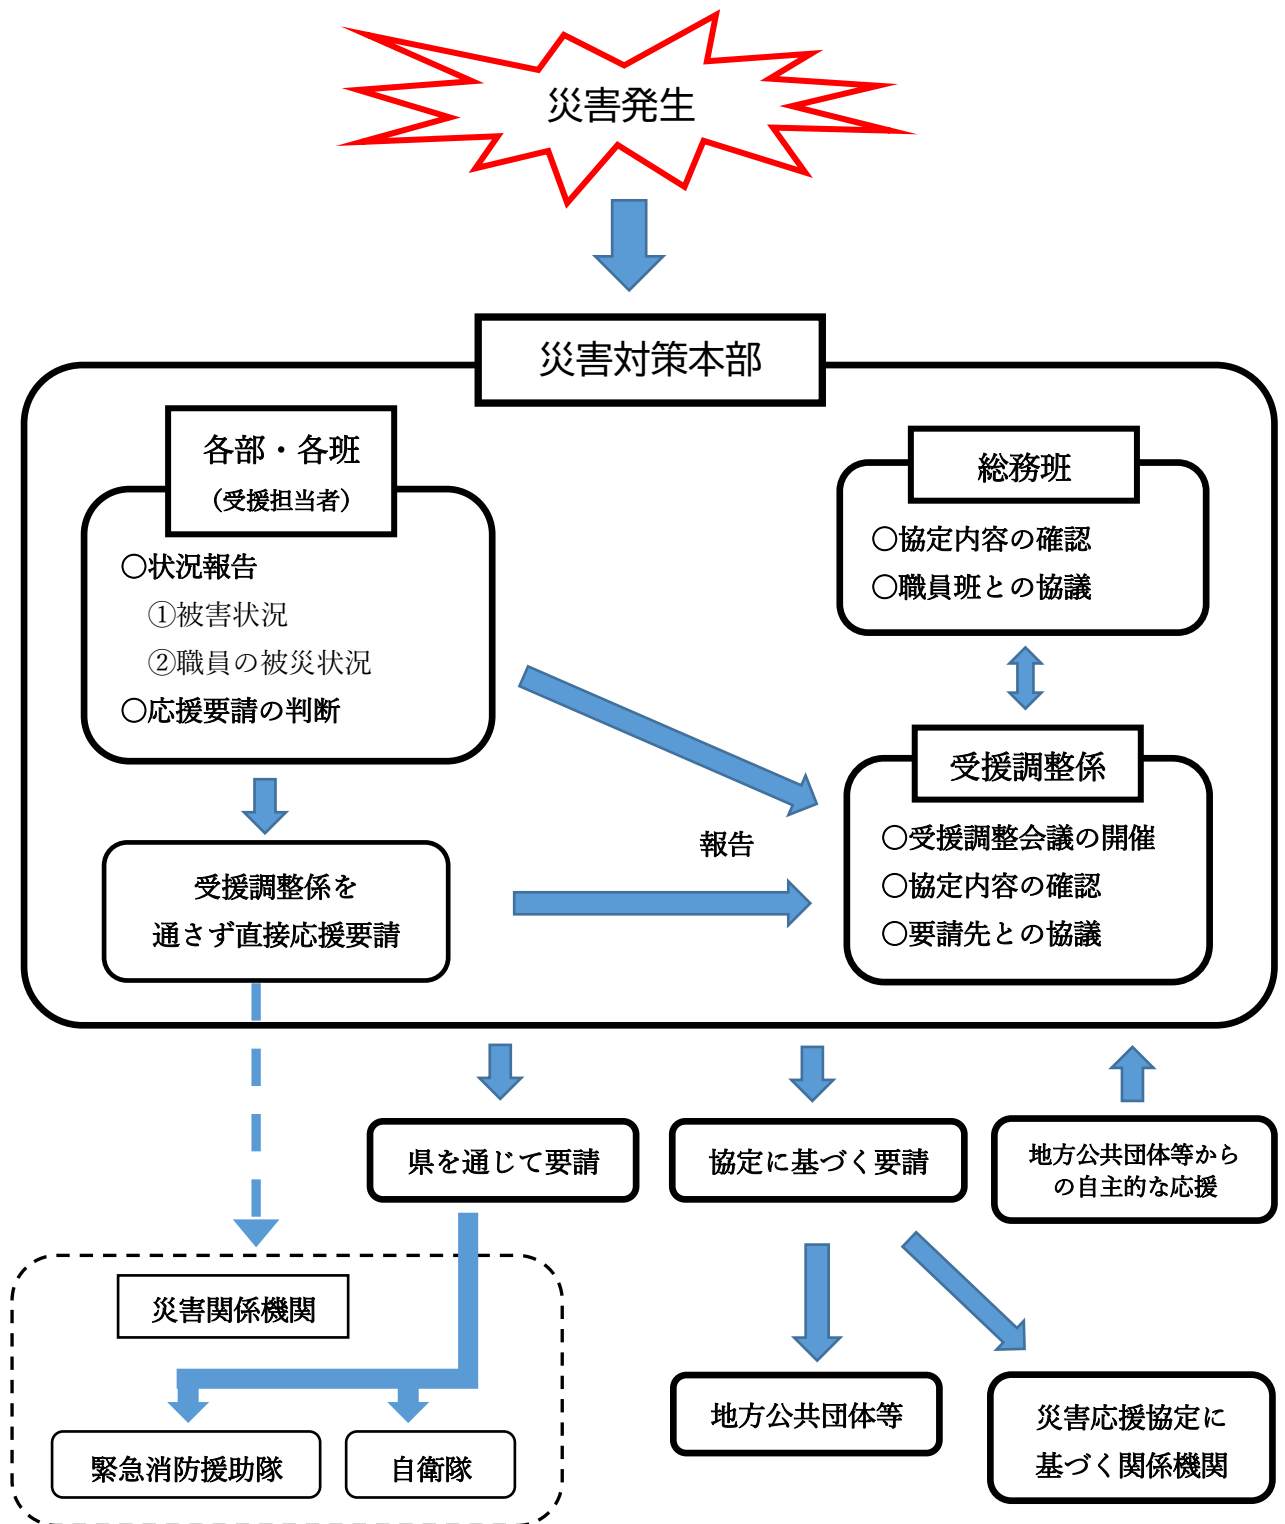 災害発生
災害対策本部
各部・各班
（受援担当者）
〇状況報告
①被害状況
②職員の被災状況
〇応援要請の判断
総務班
〇協定内容の確認
〇職員班との協議
受援調整係
〇受援調整会議の開催
〇協定内容の確認
〇要請先との協議
報告
受援調整係を
通さず直接応援要請
県を通じて要請
協定に基づく要請
地方公共団体等から
の自主的な応援
災害関係機関
緊急消防援助隊
自衛隊
地方公共団体等
災害応援協定に
基づく関係機関